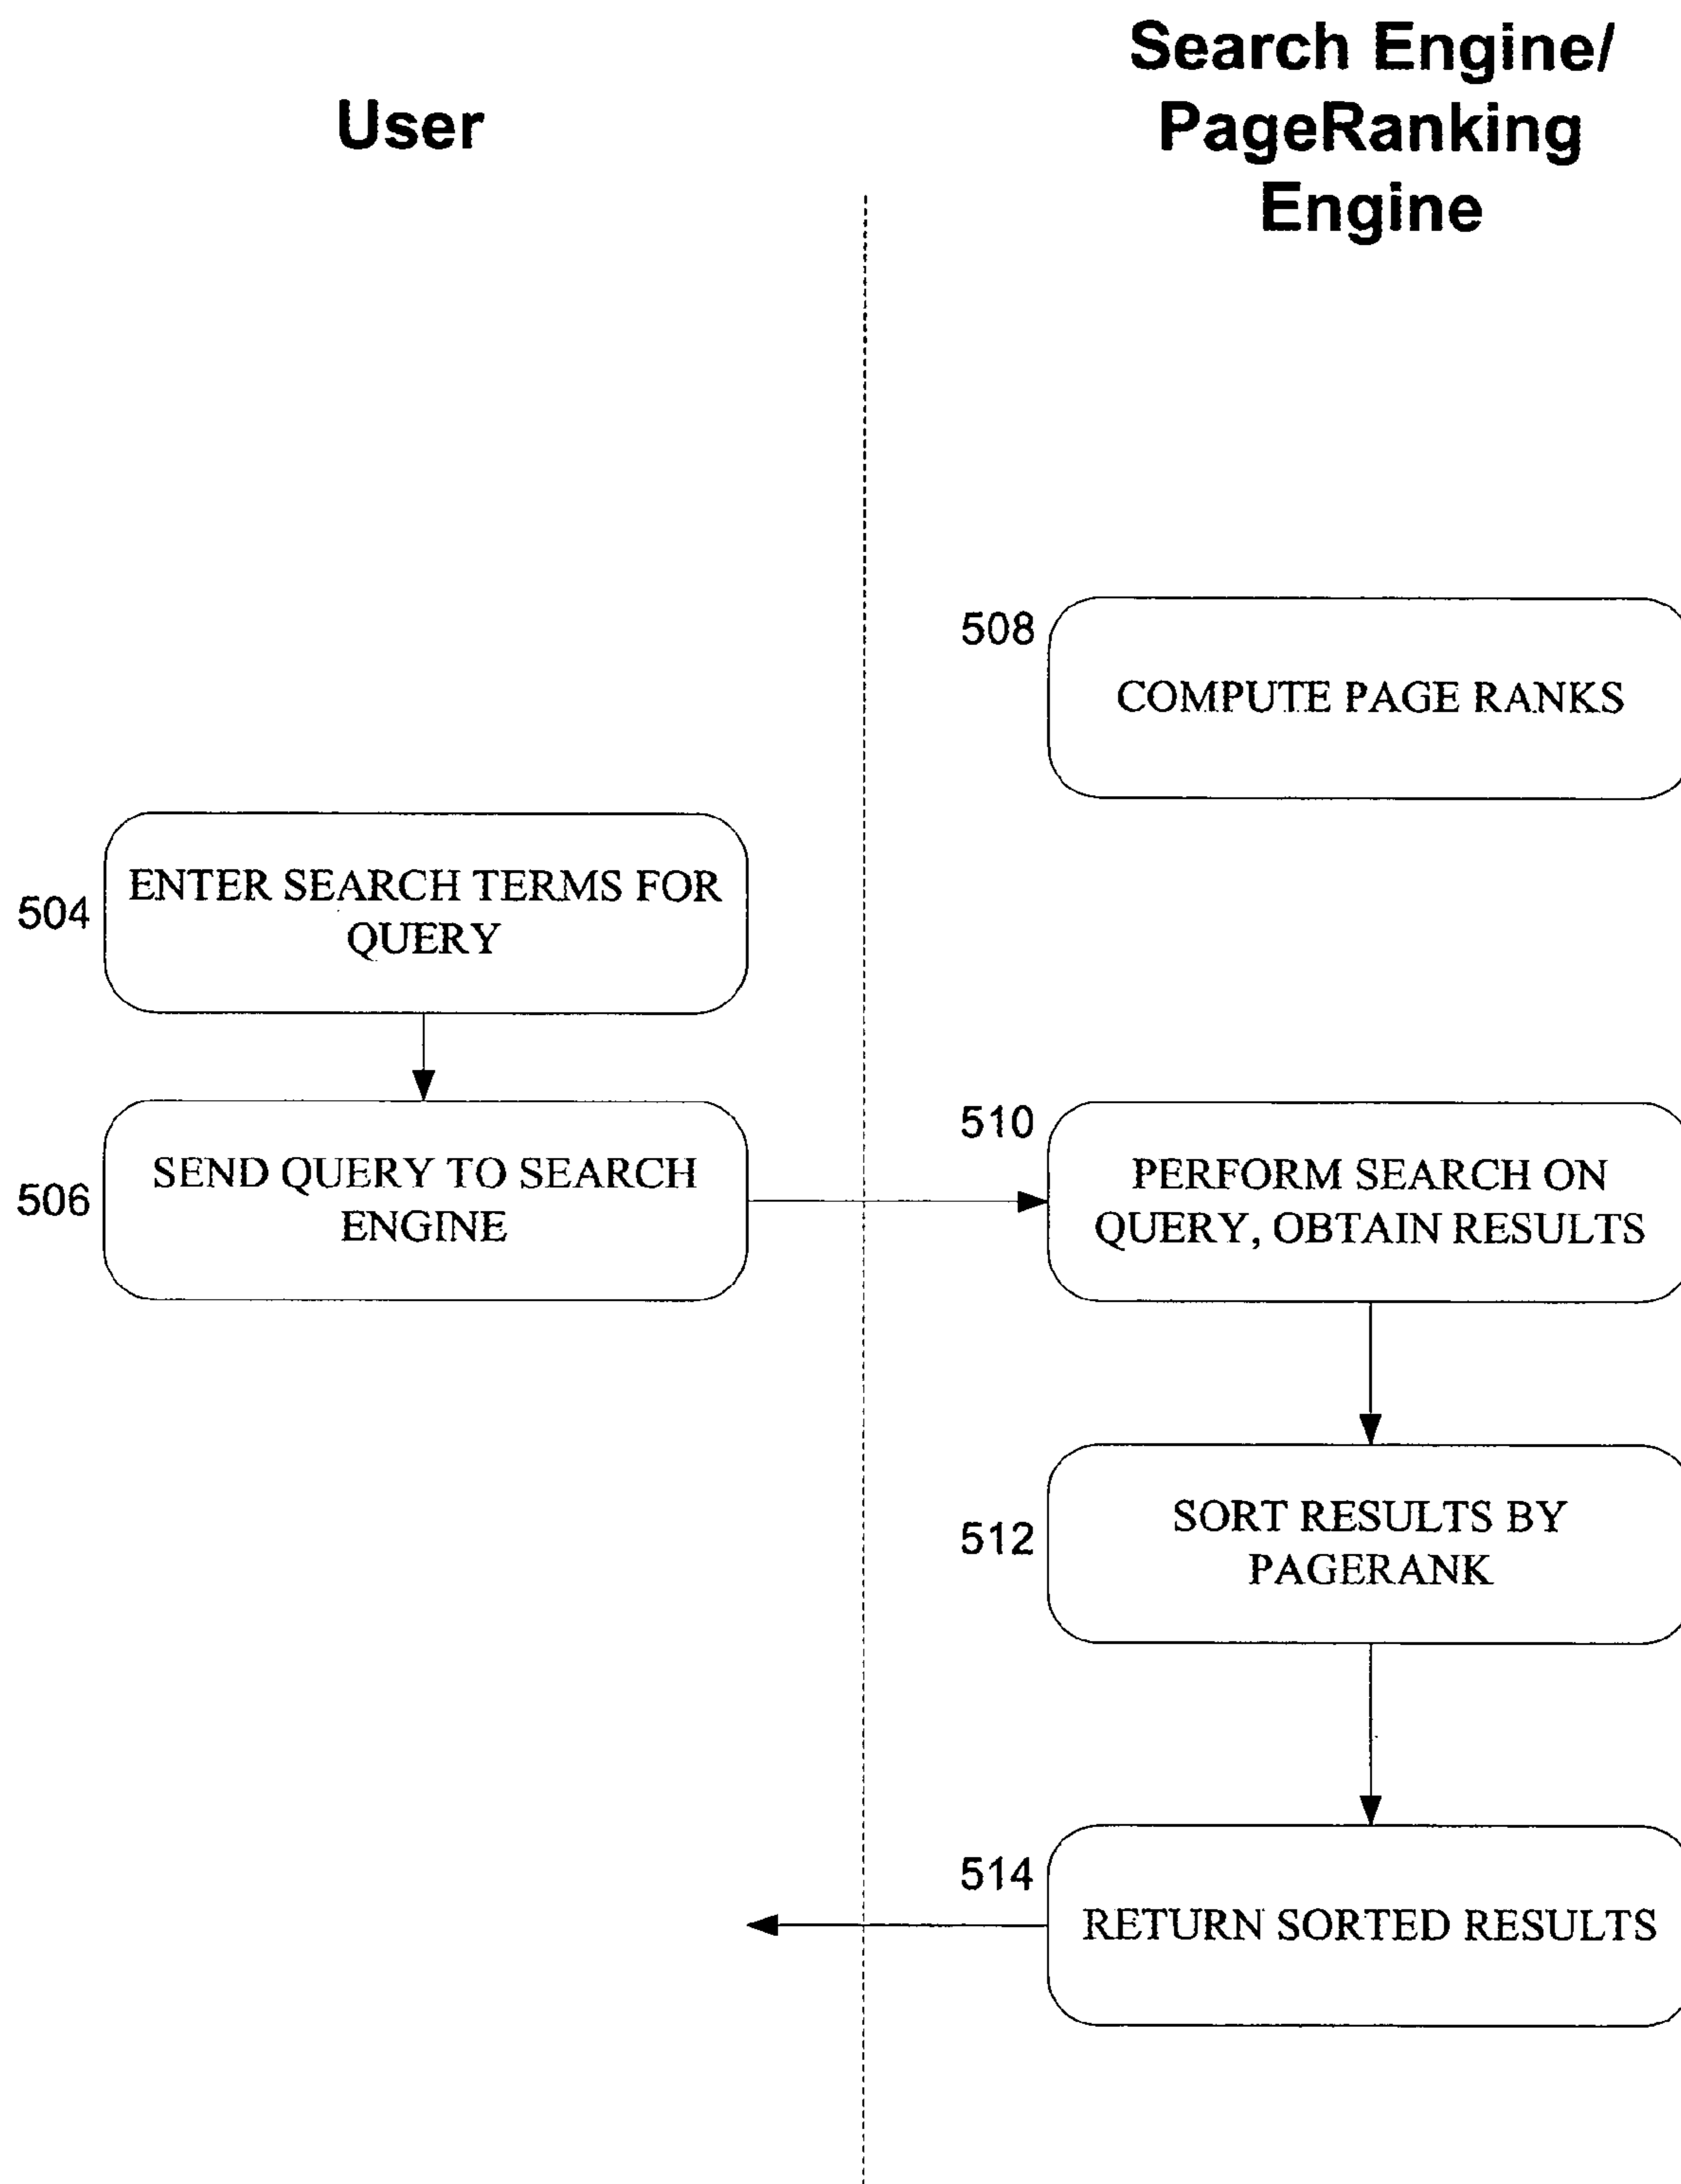 User
Search Engine/
PageRanking
Engine
508
COMPUTE PAGE RANKS
504
ENTER SEARCH TERMS FOR
QUERY
506
SEND QUERY TO SEARCH
ENGINE
510
PERFORM SEARCH ON
QUERY, OBTAIN RESULTS
512
SORT RESULTS BY
PAGERANK
514
RETURN SORTED RESULTS